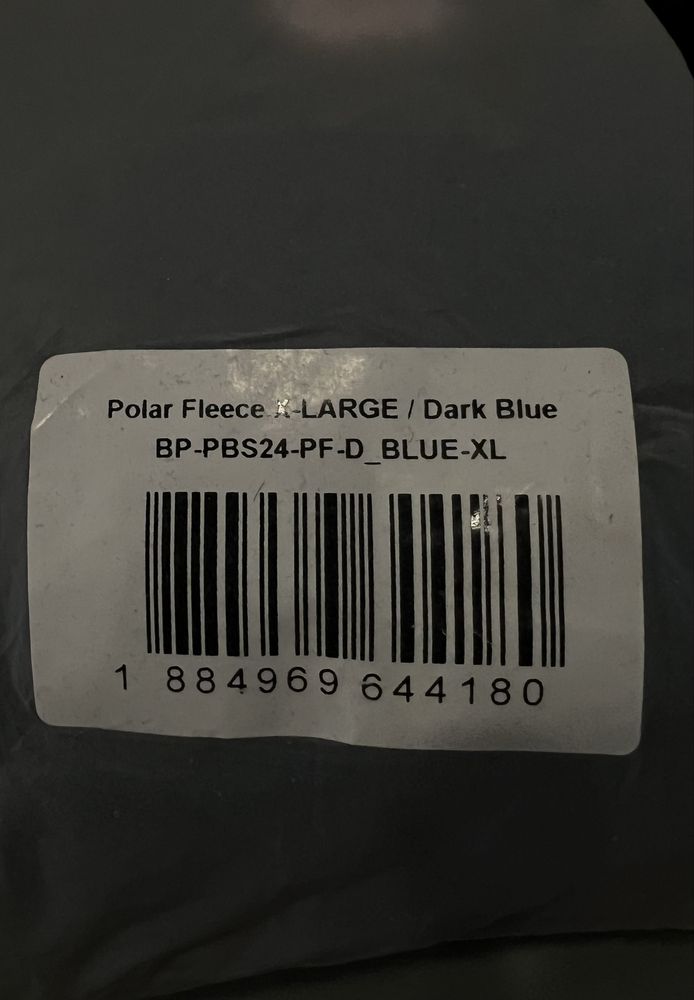 Polar Fleece X-LARGE / Dark Blue
BP-PBS24-PF-D_BLUE-XL
1 884969 644180